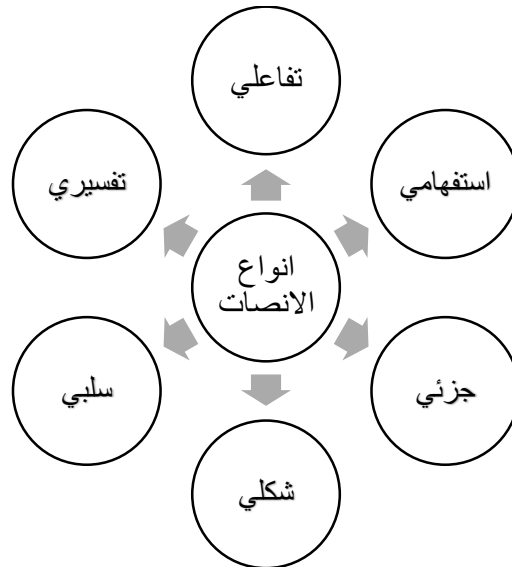 تفاعلي
استفهامي
تفسيري
انواع
الانصات
جزئي
سلبي
شكلي